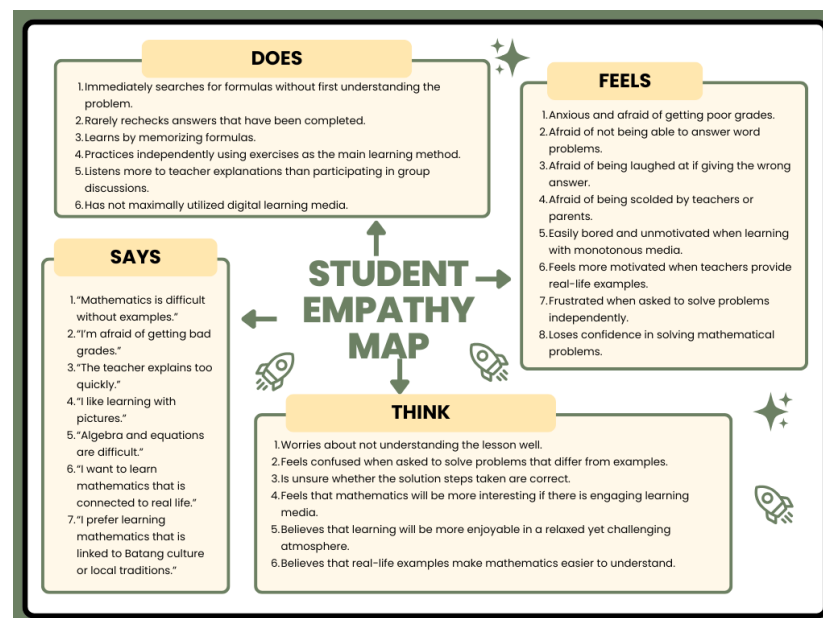 DOES
1.Immediately searches for formulas without first understanding the
problem.
2.Rarely rechecks answers that have been completed.
3.Learns by memorizing formulas.
4.Practices independently using exercises as the main learning method.
5.Listens more to teacher explanations than participating in group
discussions.
6.Has not maximally utilized digital learning media.
FEELS
1.Anxious and afraid of getting poor grades.
2.Afraid of not being able to answer word
problems.
3.Afraid of being laughed at if giving the wrong
answer.
4.Afraid of being scolded by teachers or
parents.
5.Easily bored and unmotivated when learning
with monotonous media.
6.Feels more motivated when teachers provide
real-life examples.
7.Frustrated when asked to solve problems
independently.
8.Loses confidence in solving mathematical
problems.
SAYS
1.“Mathematics is difficult
without examples.”
2.“I’m afraid of getting bad
grades.”
3.“The teacher explains too
quickly.”
4.“I like learning with
pictures.”
5.“Algebra and equations
are difficult.”
6.“I want to learn
mathematics that is
connected to real life.”
7.“I prefer learning
mathematics that is
linked to Batang culture
or local traditions.”
STUDENT
EMPATHY
MAP
THINK
1.Worries about not understanding the lesson well.
2.Feels confused when asked to solve problems that differ from examples.
3.Is unsure whether the solution steps taken are correct.
4.Feels that mathematics will be more interesting if there is engaging learning
media.
5.Believes that learning will be more enjoyable in a relaxed yet challenging
atmosphere.
6.Believes that real-life examples make mathematics easier to understand.